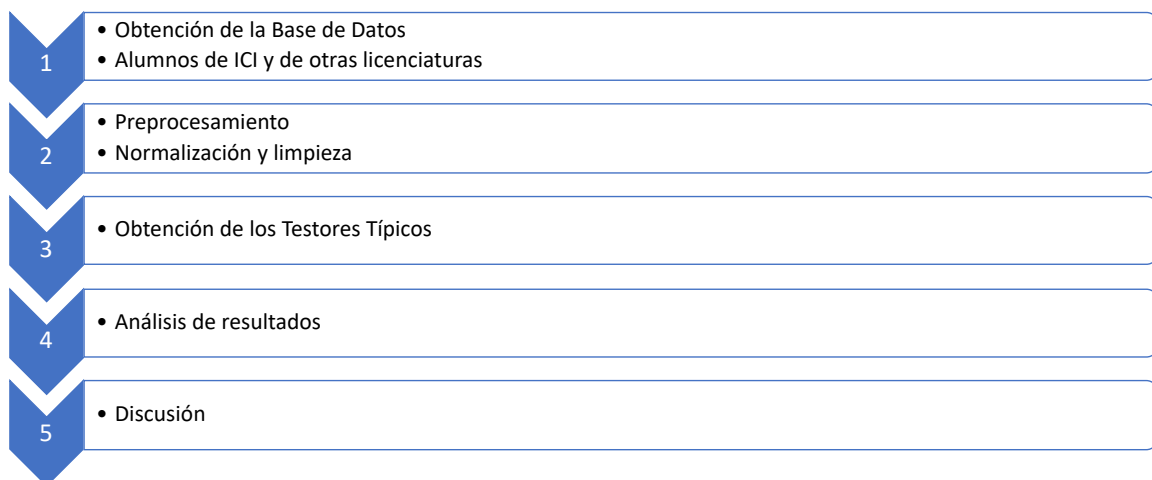 1
• Obtención de la Base de Datos
• Alumnos de ICI y de otras licenciaturas
2
• Preprocesamiento
• Normalización y limpieza
3
• Obtención de los Testores Típicos
4
• Análisis de resultados
5
• Discusión